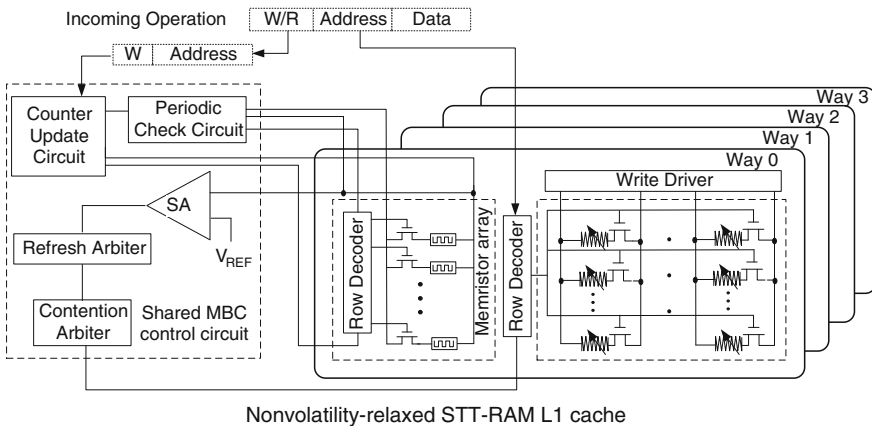 Incoming Operation
W/R Address Data
W Address
Counter
Update
Circuit
Periodic
Check Circuit
SA
VREF
Refresh Arbiter
Contention
Arbiter
Shared MBC
control circuit
Way 3
Way 2
Way 1
Way 0
Write Driver
Row Decoder
Memristor array
Row Decoder
Nonvolatility-relaxed STT-RAM L1 cache